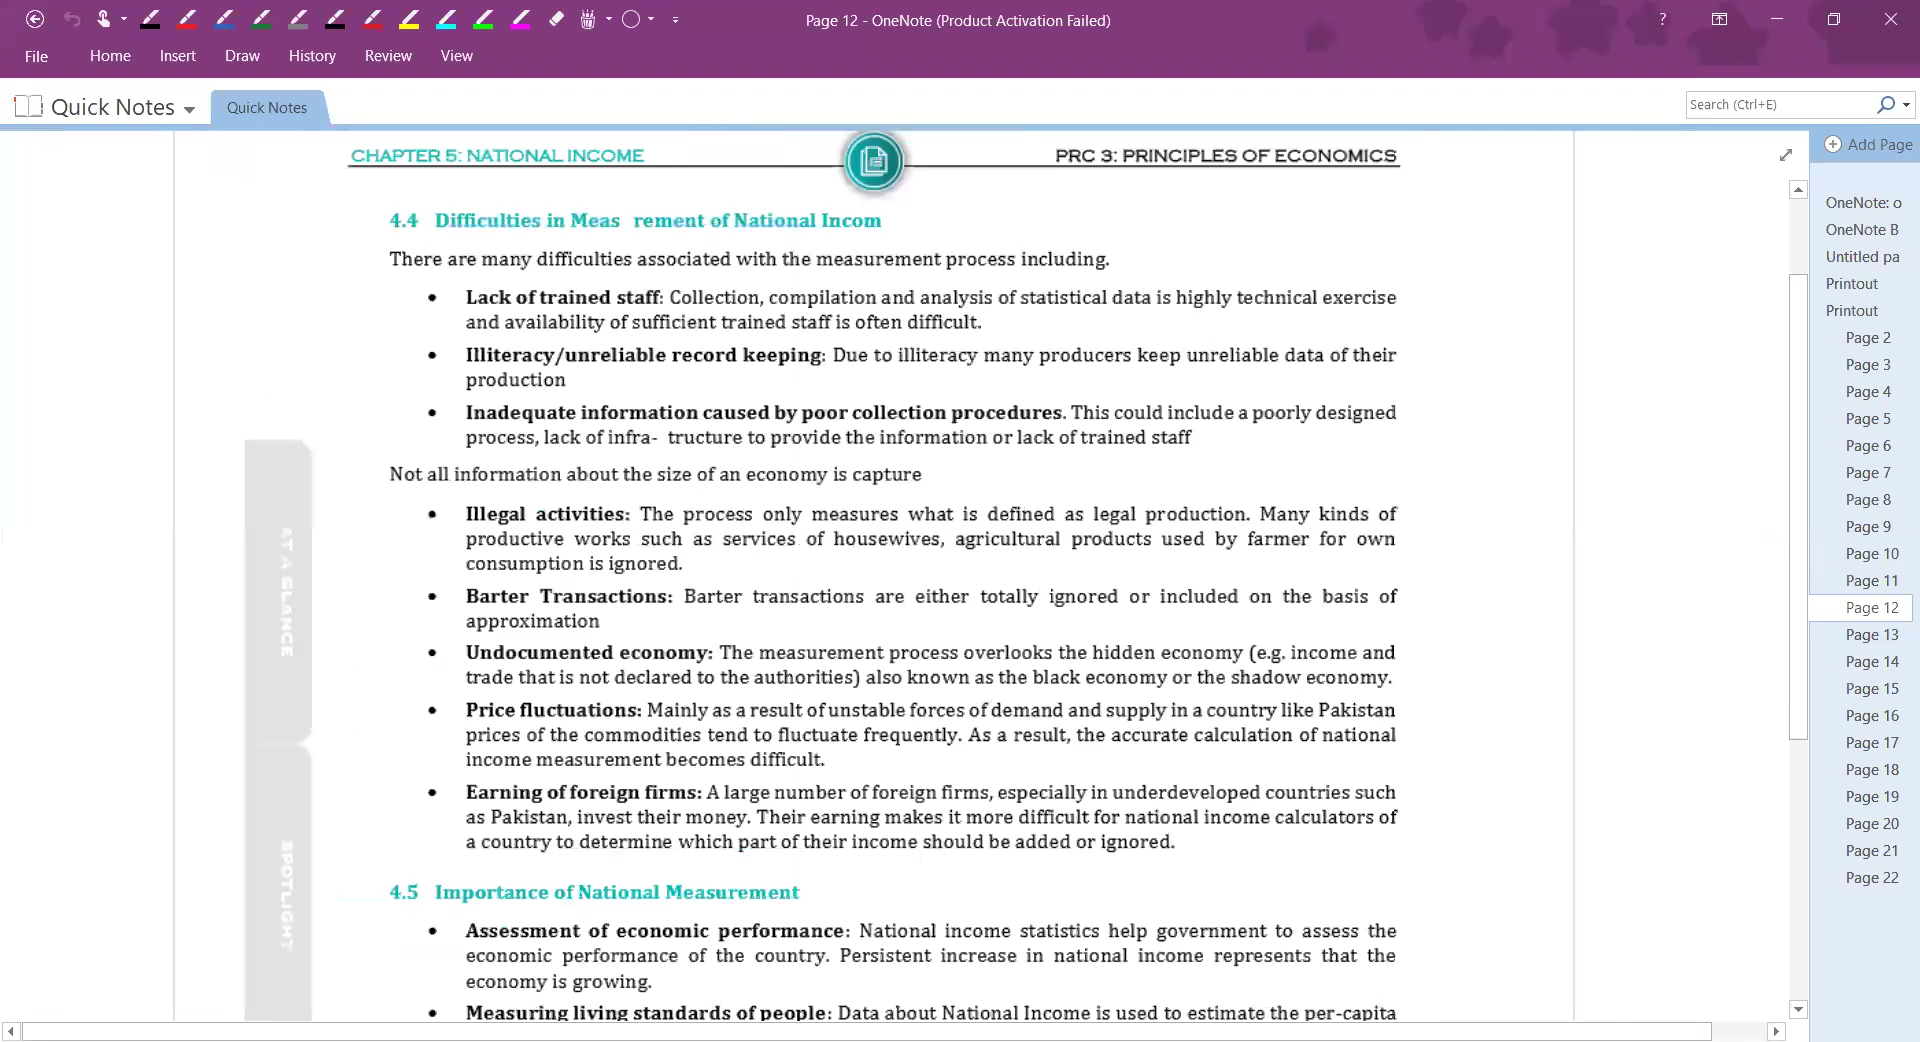 Page 12 - OneNote (Product Activation Failed)
?
File Home Insert Draw History Review View
Quick Notes Quick Notes Search (Ctrl+E)
Add Page
CHAPTER 5: NATIONAL INCOME PRC 3: PRINCIPLES OF ECONOMICS
4.4 Difficulties in Meas rement of National Incom
There are many difficulties associated with the measurement process including.
• Lack of trained staff: Collection, compilation and analysis of statistical data is highly technical exercise
and availability of sufficient trained staff is often difficult.
• Illiteracy/unreliable record keeping: Due to illiteracy many producers keep unreliable data of their
production
• Inadequate information caused by poor collection procedures. This could include a poorly designed
process, lack of infra- tructure to provide the information or lack of trained staff
Not all information about the size of an economy is capture
• Illegal activities: The process only measures what is defined as legal production. Many kinds of
productive works such as services of housewives, agricultural products used by farmer for own
consumption is ignored.
• Barter Transactions: Barter transactions are either totally ignored or included on the basis of
approximation
• Undocumented economy: The measurement process overlooks the hidden economy (e.g. income and
trade that is not declared to the authorities) also known as the black economy or the shadow economy.
• Price fluctuations: Mainly as a result of unstable forces of demand and supply in a country like Pakistan
prices of the commodities tend to fluctuate frequently. As a result, the accurate calculation of national
income measurement becomes difficult.
• Earning of foreign firms: A large number of foreign firms, especially in underdeveloped countries such
as Pakistan, invest their money. Their earning makes it more difficult for national income calculators of
a country to determine which part of their income should be added or ignored.
4.5 Importance of National Measurement
• Assessment of economic performance: National income statistics help government to assess the
economic performance of the country. Persistent increase in national income represents that the
economy is growing.
• Measuring living standards of people: Data about National Income is used to estimate the per-capita
AT A GLANCE
SPOTLIGHT
OneNote: o
OneNote B
Untitled pa
Printout
Printout
Page 2
Page 3
Page 4
Page 5
Page 6
Page 7
Page 8
Page 9
Page 10
Page 11
Page 12
Page 13
Page 14
Page 15
Page 16
Page 17
Page 18
Page 19
Page 20
Page 21
Page 22